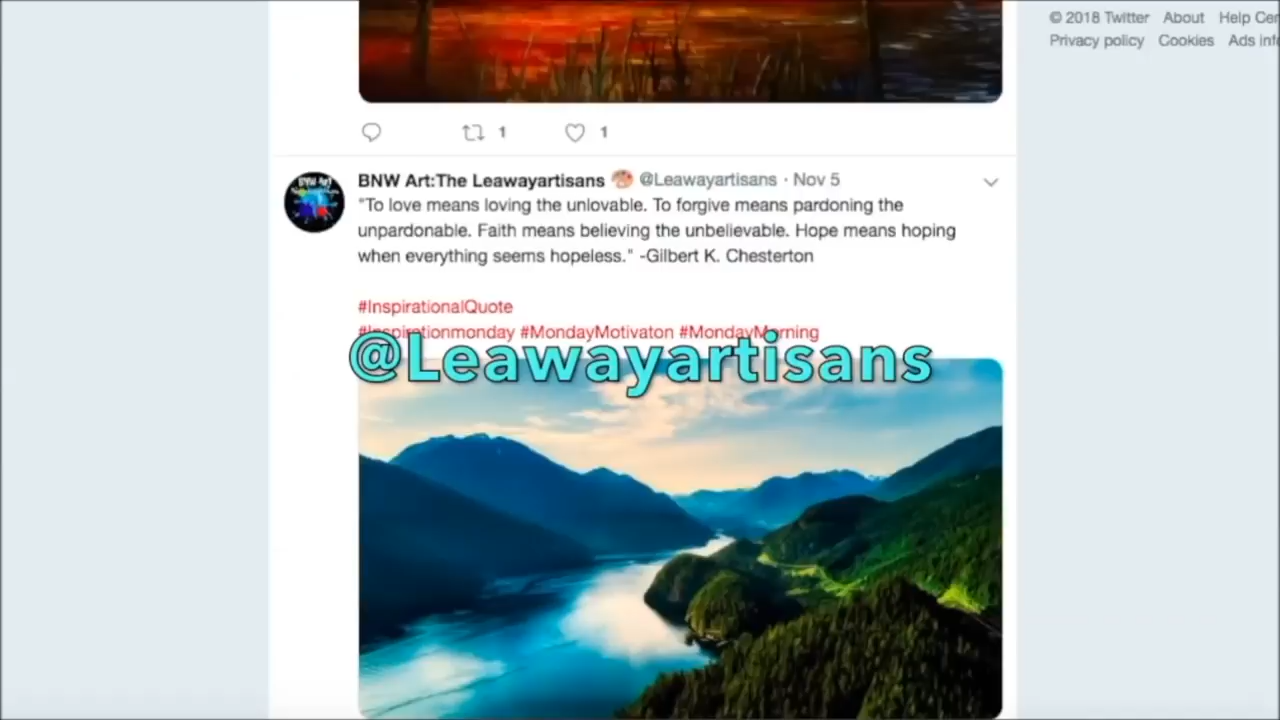 © 2018 Twitter About Help Cen
Privacy policy Cookies Ads info
1 1
BNW Art:The Leawayartisans @Leawayartisans · Nov 5
"To love means loving the unlovable. To forgive means pardoning the
unpardonable. Faith means believing the unbelievable. Hope means hoping
when everything seems hopeless." -Gilbert K. Chesterton
#InspirationalQuote
#Inspirationmonday #MondayMotivaton #MondayMorning
@Leawayartisans